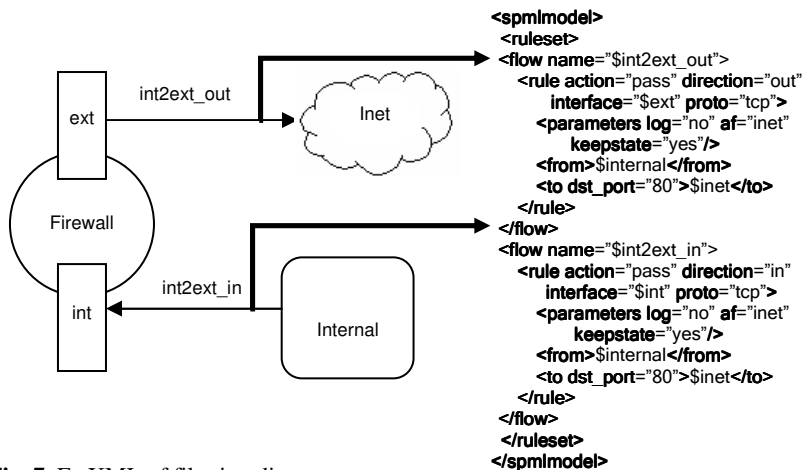 int2ext_out
ext
Inet
Firewall
int2ext_in
int
Internal
<spmlmodel>
<ruleset>
<flow name="$int2ext_out">
<rule action="pass" direction="out"
interface="$ext" proto="tcp">
<parameters log="no" af="inet"
keepstate="yes"/>
<from>$internal</from>
<to dst_port="80">$inet</to>
</rule>
</flow>
<flow name="$int2ext_in">
<rule action="pass" direction="in"
interface="$int" proto="tcp">
<parameters log="no" af="inet"
keepstate="yes"/>
<from>$internal</from>
<to dst_port="80">$inet</to>
</rule>
</flow>
</ruleset>
</spmlmodel>